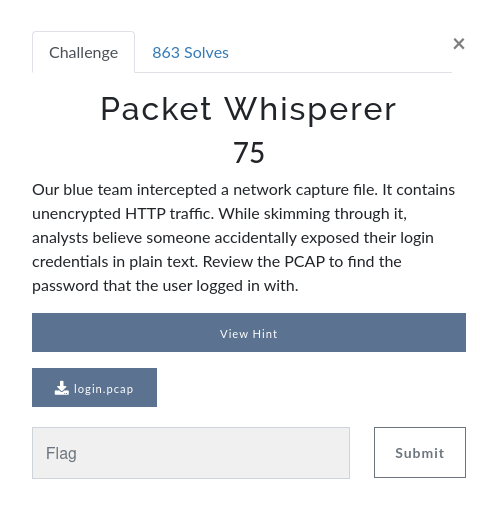 Challenge
863 Solves
×
Packet Whisperer
75
Our blue team intercepted a network capture file. It contains
unencrypted HTTP traffic. While skimming through it,
analysts believe someone accidentally exposed their login
credentials in plain text. Review the PCAP to find the
password that the user logged in with.
View Hint
login.pcap
Flag
Submit